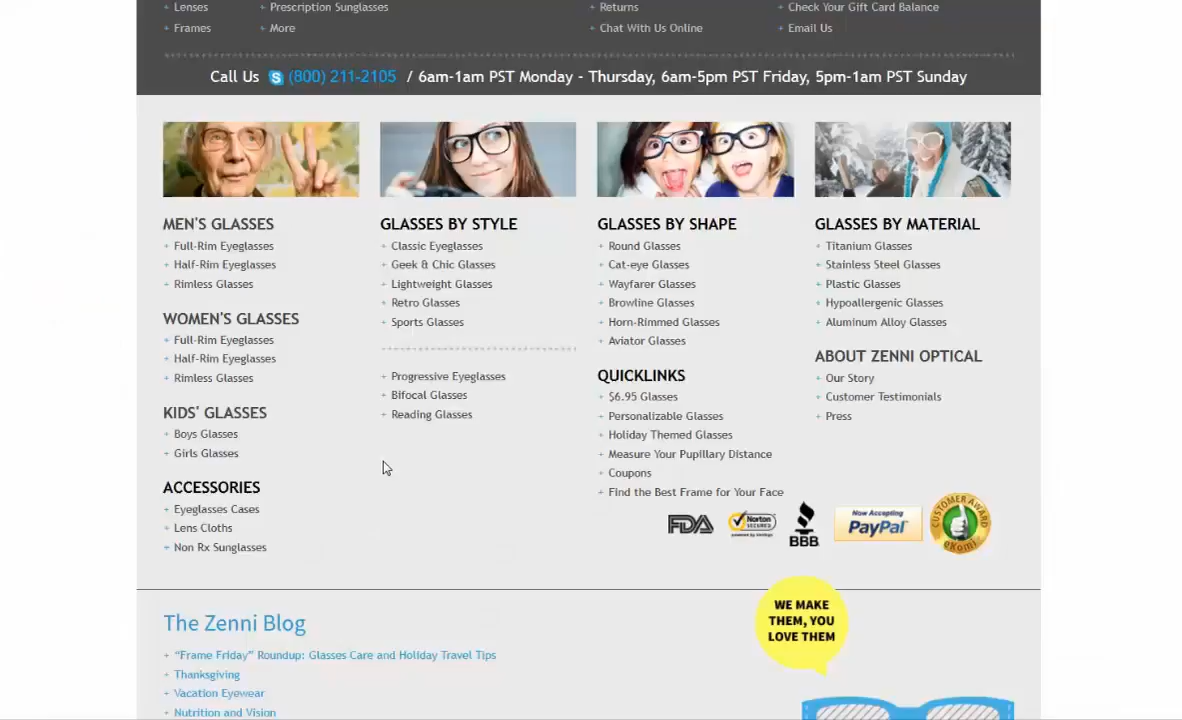 Lenses
Prescription Sunglasses
Returns
Check Your Gift Card Balance
Frames
More
Chat With Us Online
Email Us
Call Us (800) 211-2105 / 6am-1am PST Monday - Thursday, 6am-5pm PST Friday, 5pm-1am PST Sunday
MEN'S GLASSES
Full-Rim Eyeglasses
Half-Rim Eyeglasses
Rimless Glasses
WOMEN'S GLASSES
Full-Rim Eyeglasses
Half-Rim Eyeglasses
Rimless Glasses
KIDS' GLASSES
Boys Glasses
Girls Glasses
ACCESSORIES
Eyeglasses Cases
Lens Cloths
Non Rx Sunglasses
GLASSES BY STYLE
Classic Eyeglasses
Geek & Chic Glasses
Lightweight Glasses
Retro Glasses
Sports Glasses
Progressive Eyeglasses
Bifocal Glasses
Reading Glasses
GLASSES BY SHAPE
Round Glasses
Cat-eye Glasses
Wayfarer Glasses
Browline Glasses
Horn-Rimmed Glasses
Aviator Glasses
QUICKLINKS
$6.95 Glasses
Personalizable Glasses
Holiday Themed Glasses
Measure Your Pupillary Distance
Coupons
Find the Best Frame for Your Face
GLASSES BY MATERIAL
Titanium Glasses
Stainless Steel Glasses
Plastic Glasses
Hypoallergenic Glasses
Aluminum Alloy Glasses
ABOUT ZENNI OPTICAL
Our Story
Customer Testimonials
Press
FDA
Norton
SECURED
BBB
Now Accepting
PayPal
CUSTOMER AWARD
eKomi
The Zenni Blog
“Frame Friday” Roundup: Glasses Care and Holiday Travel Tips
Thanksgiving
Vacation Eyewear
Nutrition and Vision
WE MAKE
THEM, YOU
LOVE THEM